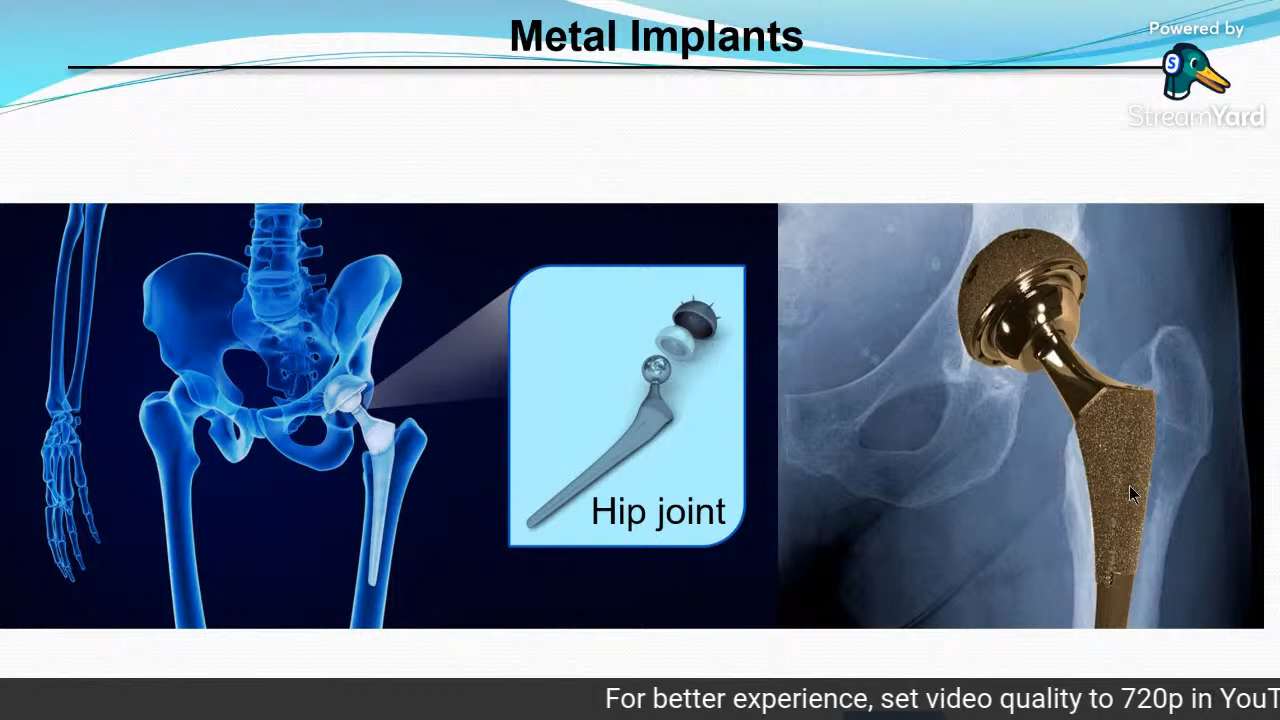 Metal Implants
Powered by
S
StreamYard
Hip joint
For better experience, set video quality to 720p in YouT